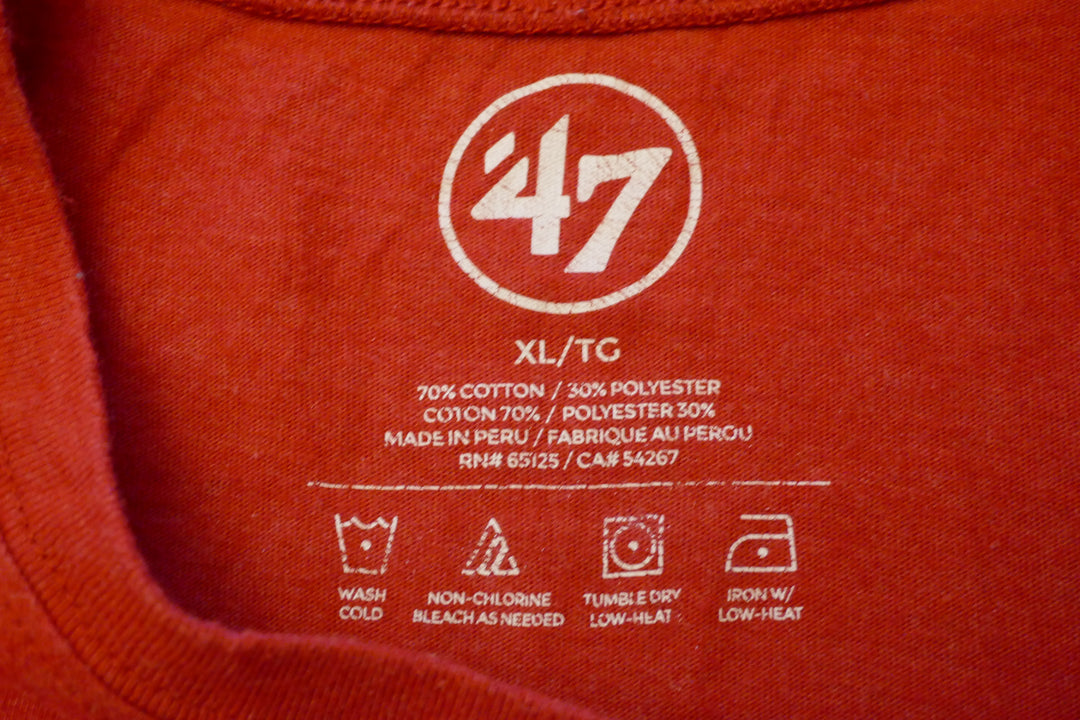 '47
XL/TG
70% COTTON / 30% POLYESTER
COTON 70% / POLYESTER 30%
MADE IN PERU / FABRIQUE AU PEROU
RN# 65125 / CA# 54267
WASH
COLD
NON-CHLORINE
BLEACH AS NEEDED
TUMBLE DRY
LOW-HEAT
IRON W/
LOW-HEAT